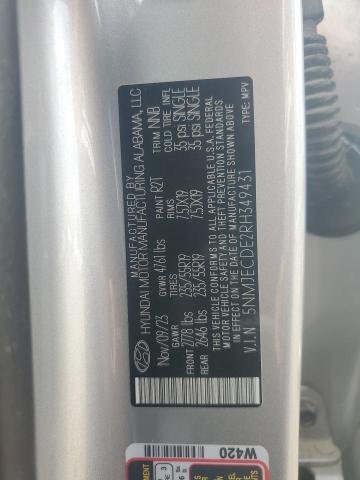 MANUFACTURED BY
HYUNDAI MOTOR MANUFACTURING ALABAMA, LLC
Nov/09/23 GVWR 4761 lbs PAINT R2T TRIM NNB
GAWR TIRES RIMS COLD TIRE INFL
FRONT 2778 lbs 235/55R19 7.5JX19 35 psi SINGLE
REAR 2646 lbs 235/55R19 7.5JX19 35 psi SINGLE
THIS VEHICLE CONFORMS TO ALL APPLICABLE U.S.A. FEDERAL
MOTOR VEHICLE SAFETY, BUMPER, AND THEFT PREVENTION STANDARDS
IN EFFECT ON THE DATE OF MANUFACTURE SHOWN ABOVE.
V.I.N : 5NMJECDE2RH349431 TYPE: MPV
W420